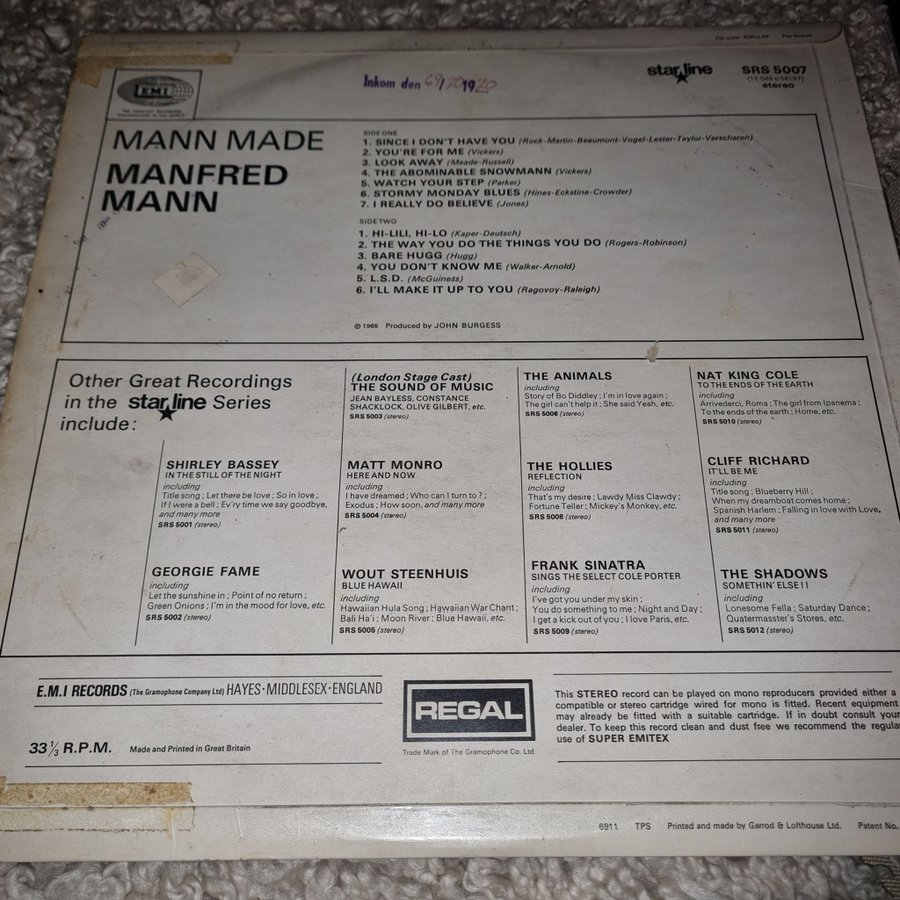 File under POPULAR - Pop Groups
EMI
THE GREATEST RECORDING
ORGANISATION IN THE WORLD
Inkom den 69/70 1920
star line
SRS 5007
stereo
MANN MADE
MANFRED
MANN
SIDE ONE
1. SINCE I DON'T HAVE YOU (Rock-Martin-Beaumont-Vogel-Lester-Taylor-Verscharen)
2. YOU'RE FOR ME (Vickers)
3. LOOK AWAY (Meade-Russell)
4. THE ABOMINABLE SNOWMANN (Vickers)
5. WATCH YOUR STEP (Parker)
6. STORMY MONDAY BLUES (Hines-Eckstine-Crowder)
7. I REALLY DO BELIEVE (Jones)
SIDE TWO
1. HI-LILI, HI-LO (Kaper-Deutsch)
2. THE WAY YOU DO THE THINGS YOU DO (Rogers-Robinson)
3. BARE HUGG (Hugg)
4. YOU DON'T KNOW ME (Walker-Arnold)
5. L.S.D. (McGuiness)
6. I'LL MAKE IT UP TO YOU (Ragovoy-Raleigh)
℗ 1965 Produced by JOHN BURGESS
Other Great Recordings
in the star line Series
include:
SHIRLEY BASSEY
IN THE STILL OF THE NIGHT
including
Title song ; Let there be love ; So in love ;
If I were a bell ; Ev'ry time we say goodbye,
and many more
SRS 5001 (stereo)
GEORGIE FAME
including
Let the sunshine in ; Point of no return ;
Green Onions ; I'm in the mood for love, etc.
SRS 5002 (stereo)
(London Stage Cast)
THE SOUND OF MUSIC
JEAN BAYLESS, CONSTANCE
SHACKLOCK, OLIVE GILBERT, etc.
SRS 5003 (stereo)
MATT MONRO
HERE AND NOW
including
I have dreamed ; Who can I turn to ? ;
Exodus ; How soon, and many more
SRS 5004 (stereo)
WOUT STEENHUIS
BLUE HAWAII
including
Hawaiian Hula Song ; Hawaiian War Chant ;
Bali Ha'i ; Moon River ; Blue Hawaii, etc.
SRS 5005 (stereo)
THE ANIMALS
including
Story of Bo Diddley ; I'm in love again ;
The girl can't help it ; She said Yeah, etc.
SRS 5006 (stereo)
THE HOLLIES
REFLECTION
including
That's my desire ; Lawdy Miss Clawdy ;
Fortune Teller ; Mickey's Monkey, etc.
SRS 5008 (stereo)
FRANK SINATRA
SINGS THE SELECT COLE PORTER
including
I've got you under my skin ;
You do something to me ; Night and Day ;
I get a kick out of you ; I love Paris, etc.
SRS 5009 (stereo)
NAT KING COLE
TO THE ENDS OF THE EARTH
including
Arrivederci, Roma ; The girl from Ipanema ;
To the ends of the earth ; Home, etc.
SRS 5010 (stereo)
CLIFF RICHARD
IT'LL BE ME
including
Title song ; Blueberry Hill ;
When my dreamboat comes home ;
Spanish Harlem ; Falling in love with Love,
and many more
SRS 5011 (stereo)
THE SHADOWS
SOMETHIN' ELSE!!
including
Lonesome Fella ; Saturday Dance ;
Quatermasster's Stores, etc.
SRS 5012 (stereo)
E.M.I RECORDS (The Gramophone Company Ltd) HAYES · MIDDLESEX · ENGLAND
33⅓ R.P.M. Made and Printed in Great Britain
REGAL
Trade Mark of The Gramophone Co. Ltd.
This STEREO record can be played on mono reproducers provided either a
compatible or stereo cartridge wired for mono is fitted. Recent equipment
may already be fitted with a suitable cartridge. If in doubt consult your
dealer. To keep this record clean and dust free we recommend the regular
use of SUPER EMITEX
6911 TPS Printed and made by Garrod & Lofthouse Ltd. Patent No.